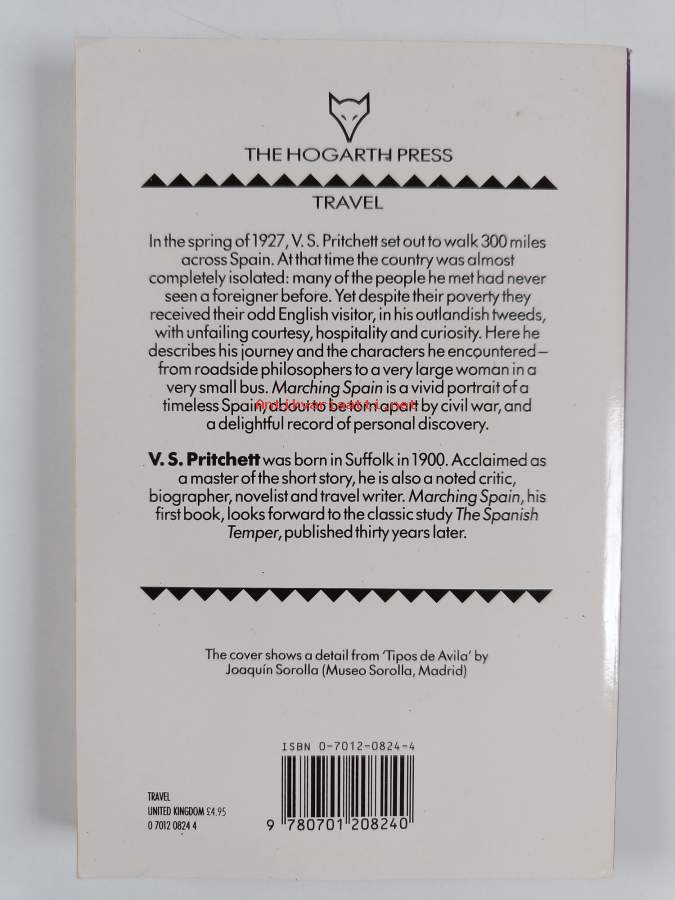 THE HOGARTH PRESS
TRAVEL
In the spring of 1927, V. S. Pritchett set out to walk 300 miles
across Spain. At that time the country was almost
completely isolated: many of the people he met had never
seen a foreigner before. Yet despite their poverty they
received their odd English visitor, in his outlandish tweeds,
with unfailing courtesy, hospitality and curiosity. Here he
describes his journey and the characters he encountered –
from roadside philosophers to a very large woman in a
very small bus. Marching Spain is a vivid portrait of a
timeless Spain, about to be torn apart by civil war, and
Antikvariaatti.net
a delightful record of personal discovery.
V. S. Pritchett was born in Suffolk in 1900. Acclaimed as
a master of the short story, he is also a noted critic,
biographer, novelist and travel writer. Marching Spain, his
first book, looks forward to the classic study The Spanish
Temper, published thirty years later.
The cover shows a detail from 'Tipos de Avila' by
Joaquín Sorolla (Museo Sorolla, Madrid)
ISBN 0-7012-0824-4
TRAVEL
UNITED KINGDOM £4.95
0 7012 0824 4
9 780701 208240